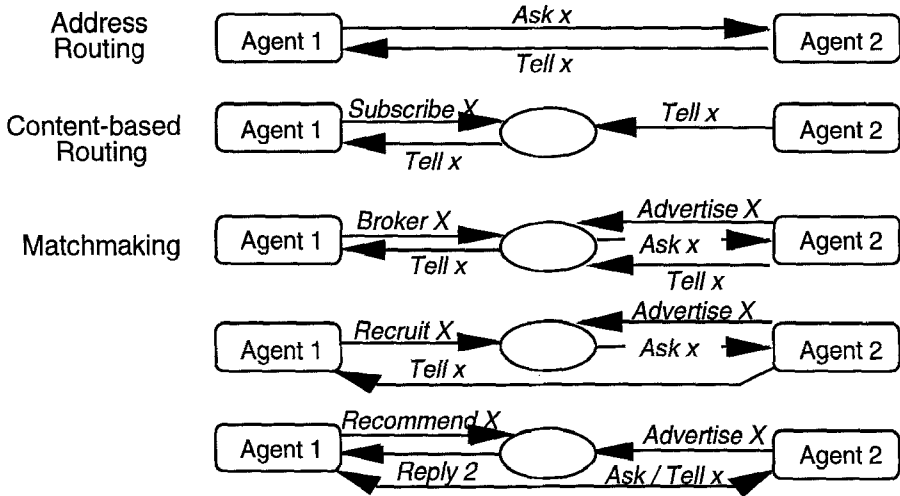 Address
Routing
Agent 1
Ask x
Tell x
Agent 2
Content-based
Routing
Agent 1
Subscribe X
Tell x
Tell x
Agent 2
Matchmaking
Agent 1
Broker X
Tell x
Advertise X
Ask x
Tell x
Agent 2
Agent 1
Recruit X
Tell x
Advertise X
Ask x
Agent 2
Agent 1
Recommend X
Reply 2
Advertise X
Ask / Tell x
Agent 2